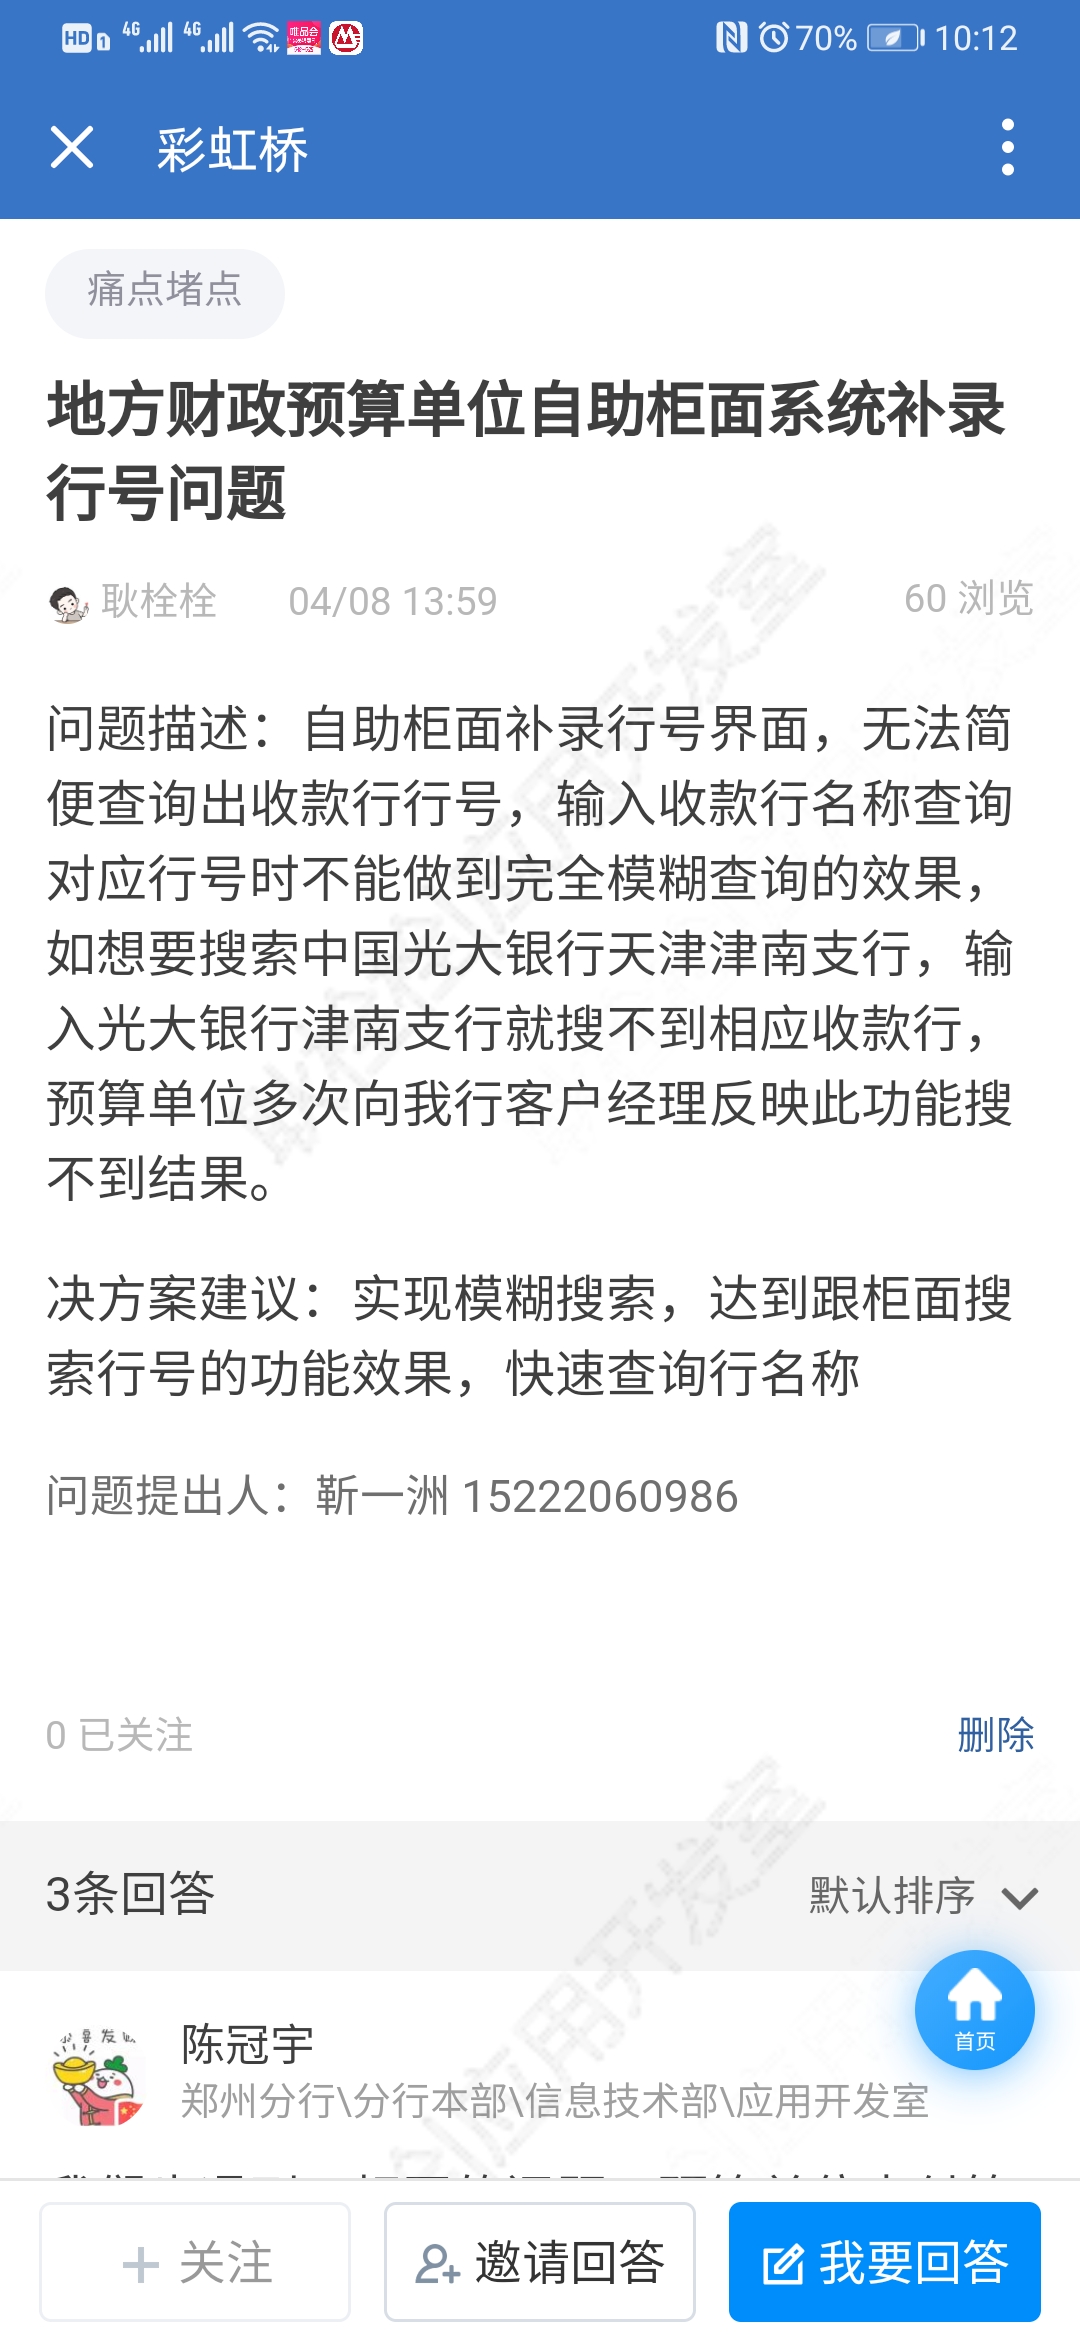 HD 1 4G 4G 唯品会 70% 10:12
彩虹桥
痛点堵点
地方财政预算单位自助柜面系统补录
行号问题
耿栓栓 04/08 13:59 60 浏览
问题描述：自助柜面补录行号界面，无法简
便查询出收款行行号，输入收款行名称查询
对应行号时不能做到完全模糊查询的效果，
如想要搜索中国光大银行天津津南支行，输
入光大银行津南支行就搜不到相应收款行，
预算单位多次向我行客户经理反映此功能搜
不到结果。
决方案建议：实现模糊搜索，达到跟柜面搜
索行号的功能效果，快速查询行名称
问题提出人：靳一洲 15222060986
0 已关注 删除
3条回答 默认排序
首页
陈冠宇
郑州分行\分行本部\信息技术部\应用开发室
关注 邀请回答 我要回答